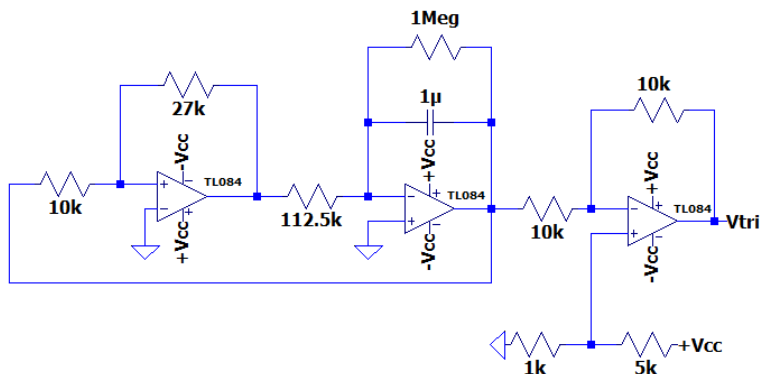 1Meg
27k
1µ
10k
-Vcc
+Vcc
+Vcc
TL084
TL084
TL084
10k
112.5k
10k
Vtri
+Vcc
-Vcc
-Vcc
1k
5k
+Vcc